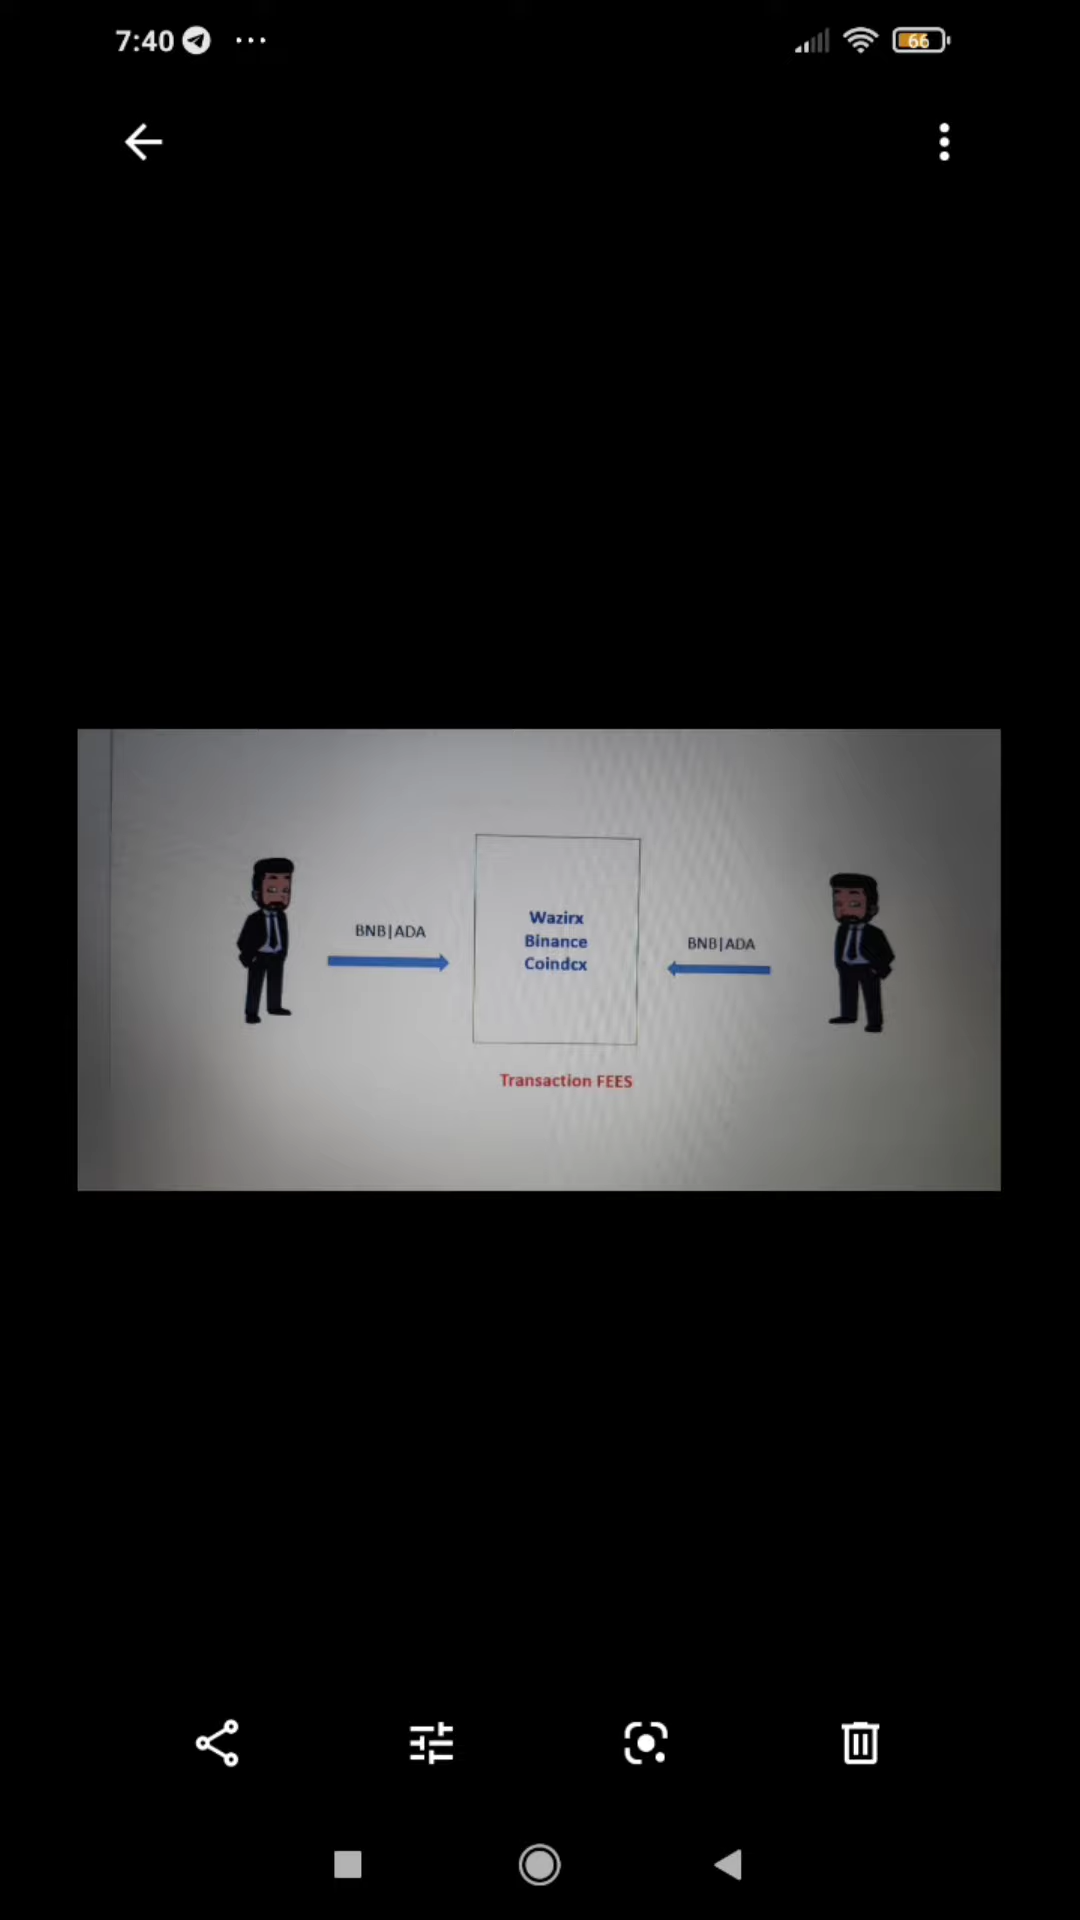 7:40
66
Wazirx
Binance
Coindcx
BNB|ADA
BNB|ADA
Transaction FEES